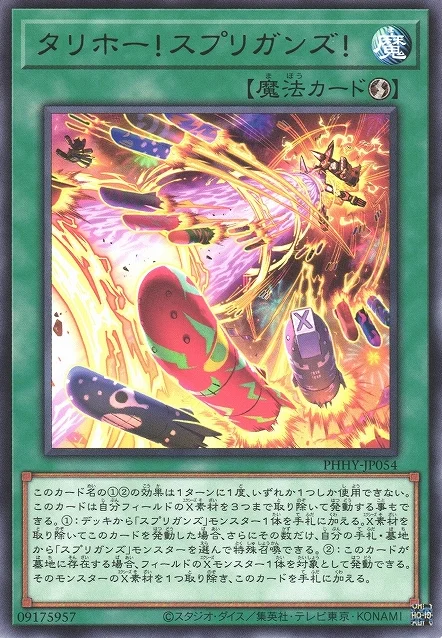 タリホー!スプリガンズ!
魔
【魔法カード】
X
PHHY-JP054
このカード名の①②の効果は1ターンに1度、いずれか1つしか使用できない。
このカードは自分フィールドのX素材を3つまで取り除いて発動する事もで
きる。①:デッキから「スプリガンズ」モンスター1体を手札に加える。X素材を
取り除いてこのカードを発動した場合、さらにその数だけ、自分の手札・墓地
から「スプリガンズ」モンスターを選んで特殊召喚できる。②:このカードが
墓地に存在する場合、フィールドのXモンスター1体を対象として発動できる。
そのモンスターのX素材を1つ取り除き、このカードを手札に加える。
09175957
©スタジオ・ダイス/集英社・テレビ東京・KONAMI